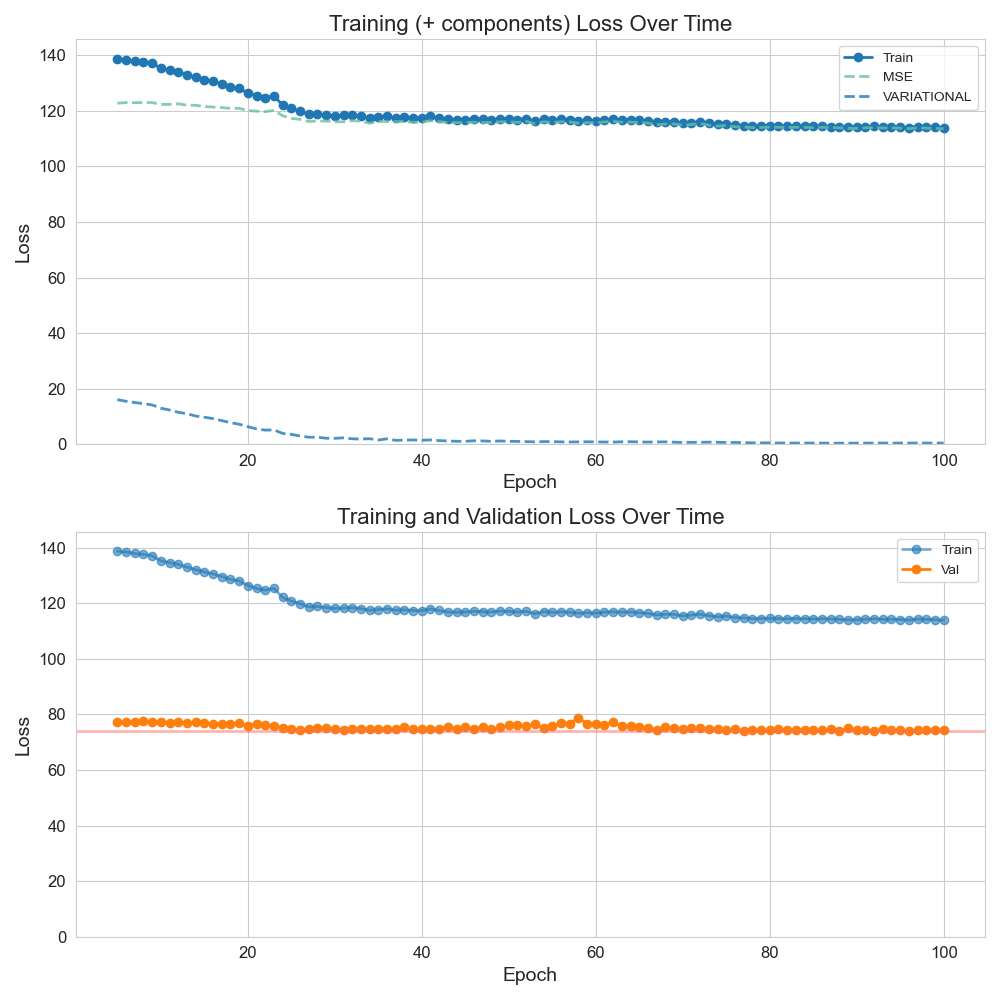 Training (+ components) Loss Over Time
140
120
100
80
60
40
20
0
Loss
Train
MSE
VARIATIONAL
20 40 60 80 100
Epoch
Training and Validation Loss Over Time
140
120
100
80
60
40
20
0
Loss
Train
Val
20 40 60 80 100
Epoch